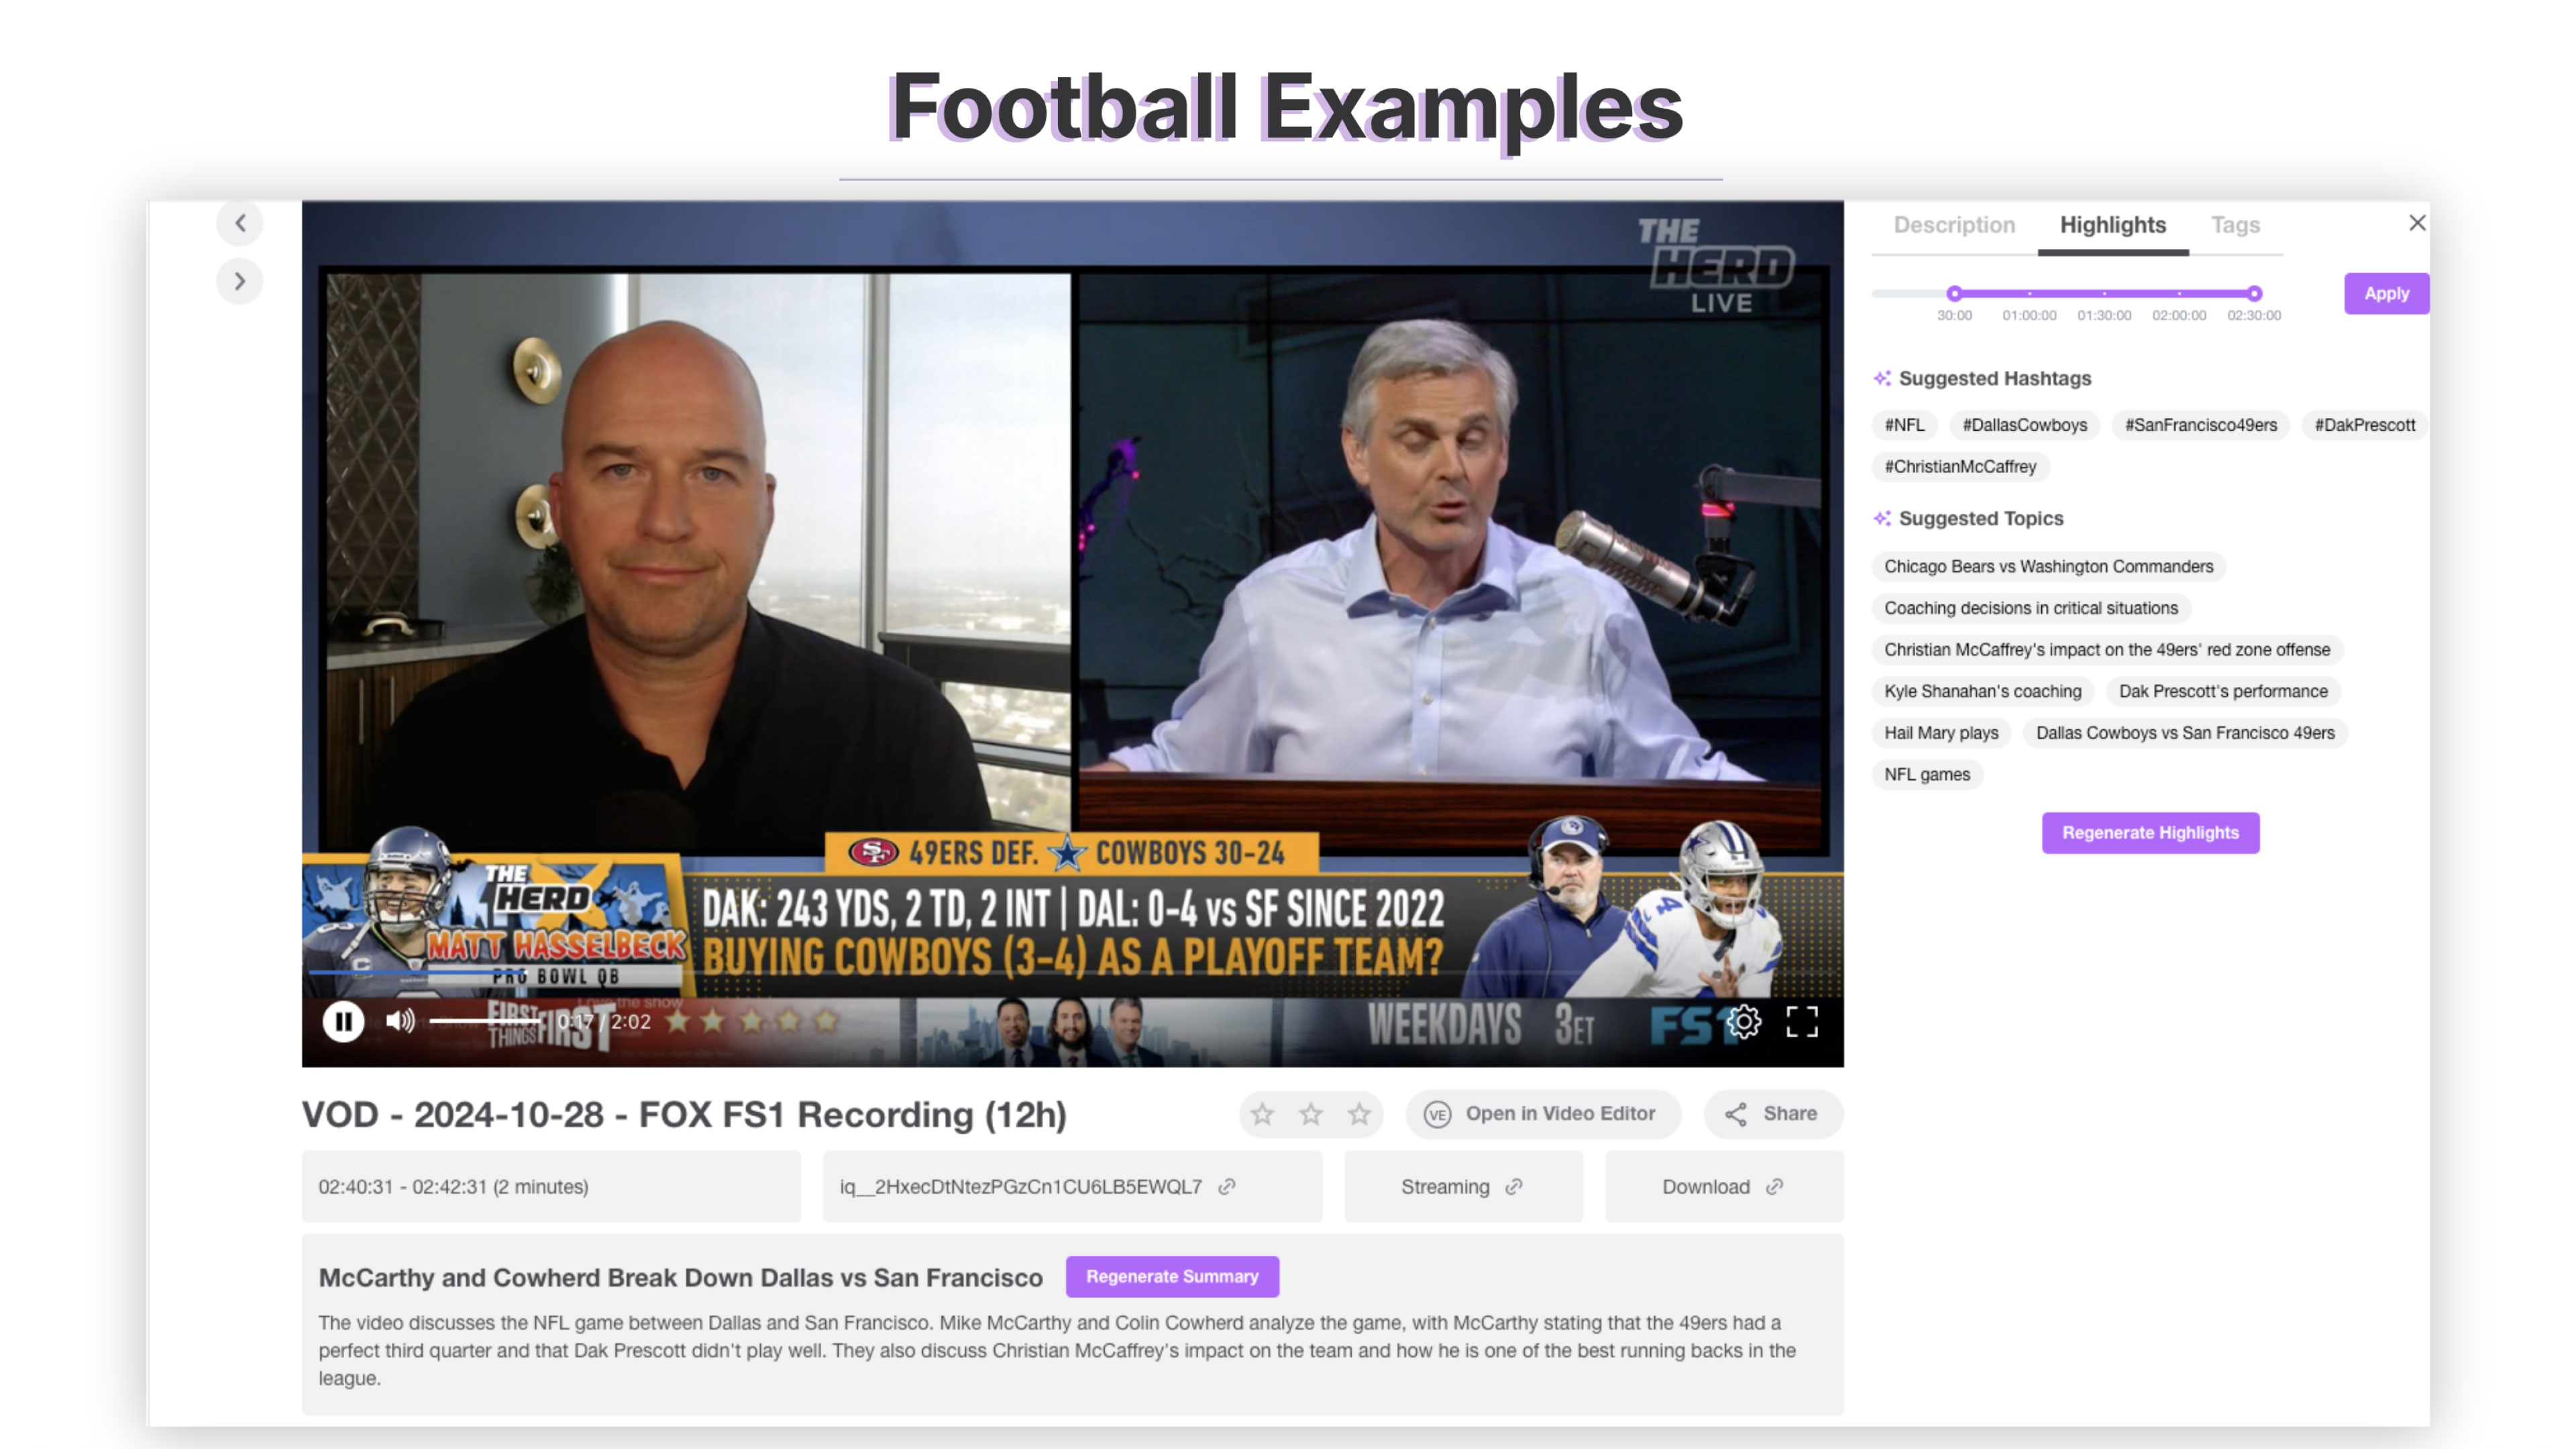 Football Examples
THE
HERD
LIVE
Description Highlights Tags
Apply
30:00 01:00:00 01:30:00 02:00:00 02:30:00
Suggested Hashtags
#NFL #DallasCowboys #SanFrancisco49ers #DakPrescott
#ChristianMcCaffrey
Suggested Topics
Chicago Bears vs Washington Commanders
Coaching decisions in critical situations
Christian McCaffrey's impact on the 49ers' red zone offense
Kyle Shanahan's coaching Dak Prescott's performance
Hail Mary plays Dallas Cowboys vs San Francisco 49ers
NFL games
Regenerate Highlights
SF 49ERS DEF. COWBOYS 30-24
THE
HERD
MATT HASSELBECK
PRO BOWL QB
DAK: 243 YDS, 2 TD, 2 INT | DAL: 0-4 vs SF SINCE 2022
BUYING COWBOYS (3-4) AS A PLAYOFF TEAM?
4
C
the show
FIRST
THINGS FIRST
0:17 / 2:02
WEEKDAYS 3ET FS1
VOD - 2024-10-28 - FOX FS1 Recording (12h)
VE Open in Video Editor Share
02:40:31 - 02:42:31 (2 minutes) iq__2HxecDtNtezPGzCn1CU6LB5EWQL7 Streaming Download
McCarthy and Cowherd Break Down Dallas vs San Francisco Regenerate Summary
The video discusses the NFL game between Dallas and San Francisco. Mike McCarthy and Colin Cowherd analyze the game, with McCarthy stating that the 49ers had a
perfect third quarter and that Dak Prescott didn't play well. They also discuss Christian McCaffrey's impact on the team and how he is one of the best running backs in the
league.